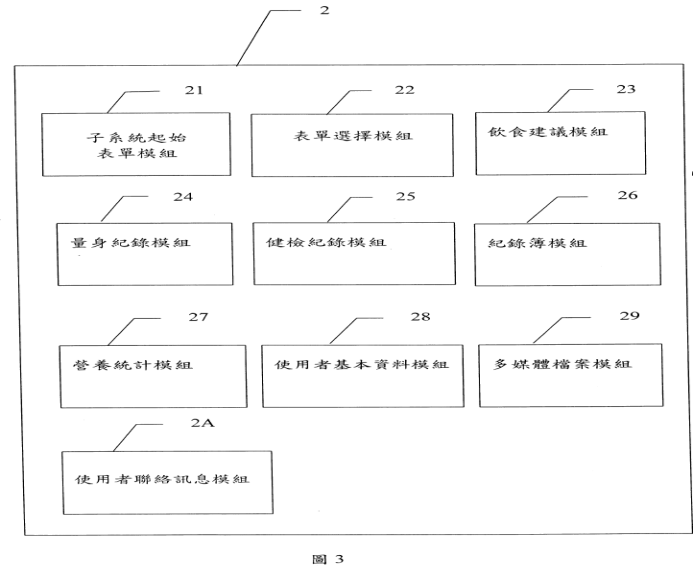 2
21
22
23
子系統起始
表單模組
表單選擇模組
飲食建議模組
24
25
26
量身紀錄模組
健檢紀錄模組
紀錄薄模組
27
28
29
營養統計模組
使用者基本資料模組
多媒體檔案模組
2A
使用者聯絡訊息模組
圖 3